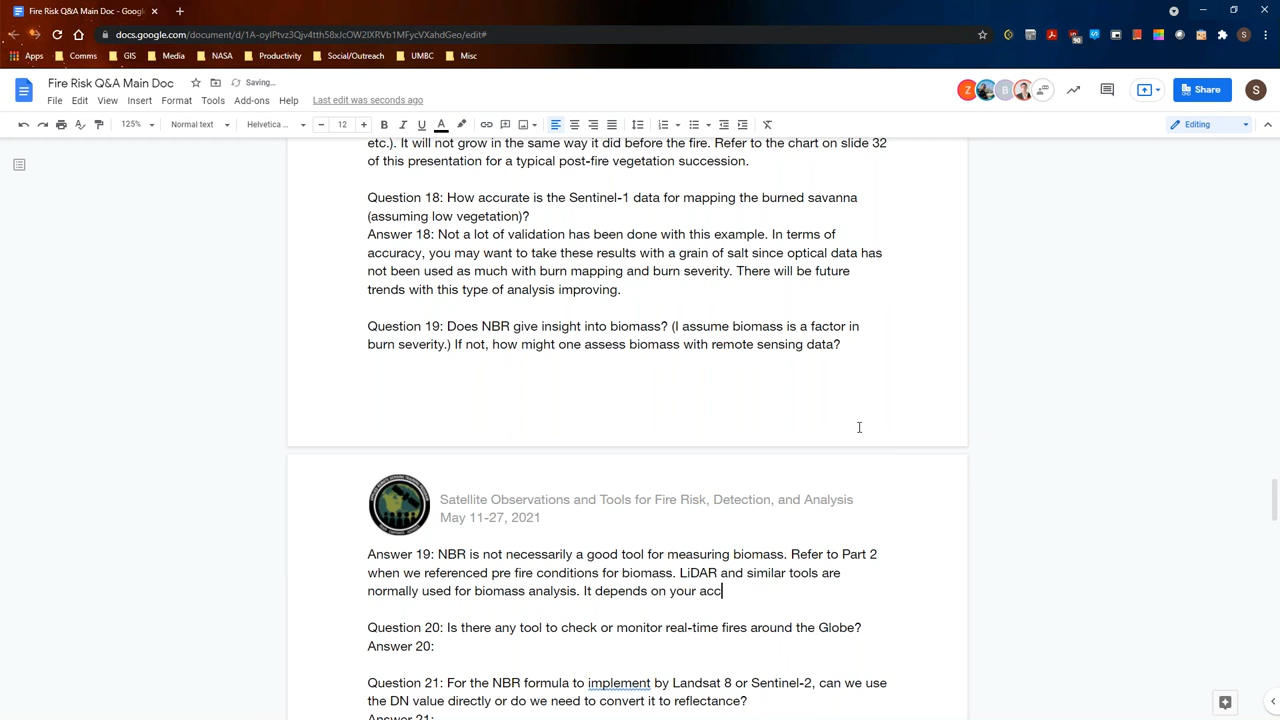 Fire Risk Q&A Main Doc - Google
docs.google.com/document/d/1A-oyIPtvz3Qjv4tth58xJcOW2IXRVb1MFycVXahdGeo/edit#
Apps Comms GIS Media NASA Productivity Social/Outreach UMBC Misc
Fire Risk Q&A Main Doc Saving...
File Edit View Insert Format Tools Add-ons Help Last edit was seconds ago
Z B Share S
125% Normal text Helvetica ... 12 B I U A Editing
etc.). It will not grow in the same way it did before the fire. Refer to the chart on slide 32
of this presentation for a typical post-fire vegetation succession.
Question 18: How accurate is the Sentinel-1 data for mapping the burned savanna
(assuming low vegetation)?
Answer 18: Not a lot of validation has been done with this example. In terms of
accuracy, you may want to take these results with a grain of salt since optical data has
not been used as much with burn mapping and burn severity. There will be future
trends with this type of analysis improving.
Question 19: Does NBR give insight into biomass? (I assume biomass is a factor in
burn severity.) If not, how might one assess biomass with remote sensing data?
Satellite Observations and Tools for Fire Risk, Detection, and Analysis
May 11-27, 2021
Answer 19: NBR is not necessarily a good tool for measuring biomass. Refer to Part 2
when we referenced pre fire conditions for biomass. LiDAR and similar tools are
normally used for biomass analysis. It depends on your acc
Question 20: Is there any tool to check or monitor real-time fires around the Globe?
Answer 20:
Question 21: For the NBR formula to implement by Landsat 8 or Sentinel-2, can we use
the DN value directly or do we need to convert it to reflectance?
Answer 21: